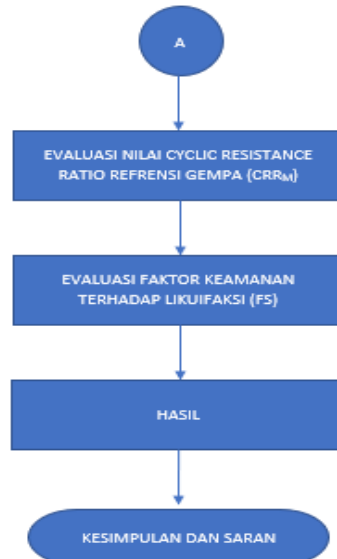 A
EVALUASI NILAI CYCLIC RESISTANCE
RATIO REFRENSI GEMPA (CRRM)
EVALUASI FAKTOR KEAMANAN
TERHADAP LIKUIFAKSI (FS)
HASIL
KESIMPULAN DAN SARAN